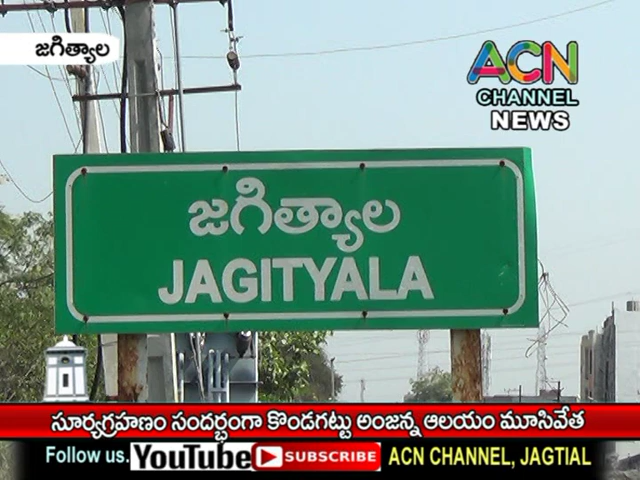 జగిత్యాల
ACN
CHANNEL
NEWS
జగిత్యాల
JAGITYALA
సూర్యగ్రహణం సందర్భంగా కొండగట్టు అంజన్న ఆలయం మూసివేత
Follow us. YouTube SUBSCRIBE ACN CHANNEL, JAGTIAL